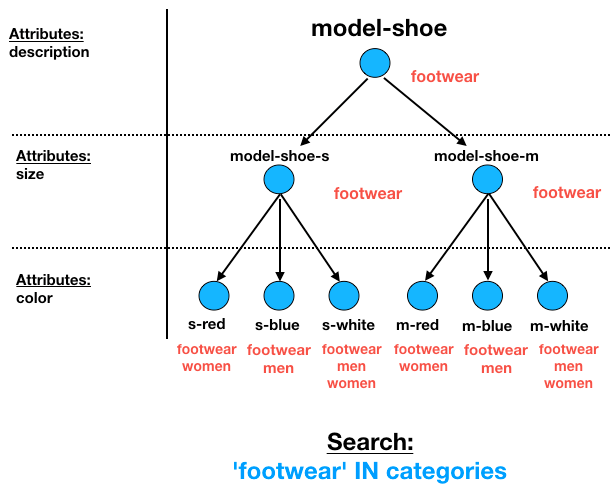 model-shoe
Attributes:
description
footwear
Attributes:
size
model-shoe-s
model-shoe-m
footwear
footwear
Attributes:
color
s-red
s-blue
s-white
m-red
m-blue
m-white
footwear
women
footwear
men
footwear
men
women
footwear
women
footwear
men
footwear
men
women
Search:
'footwear' IN categories